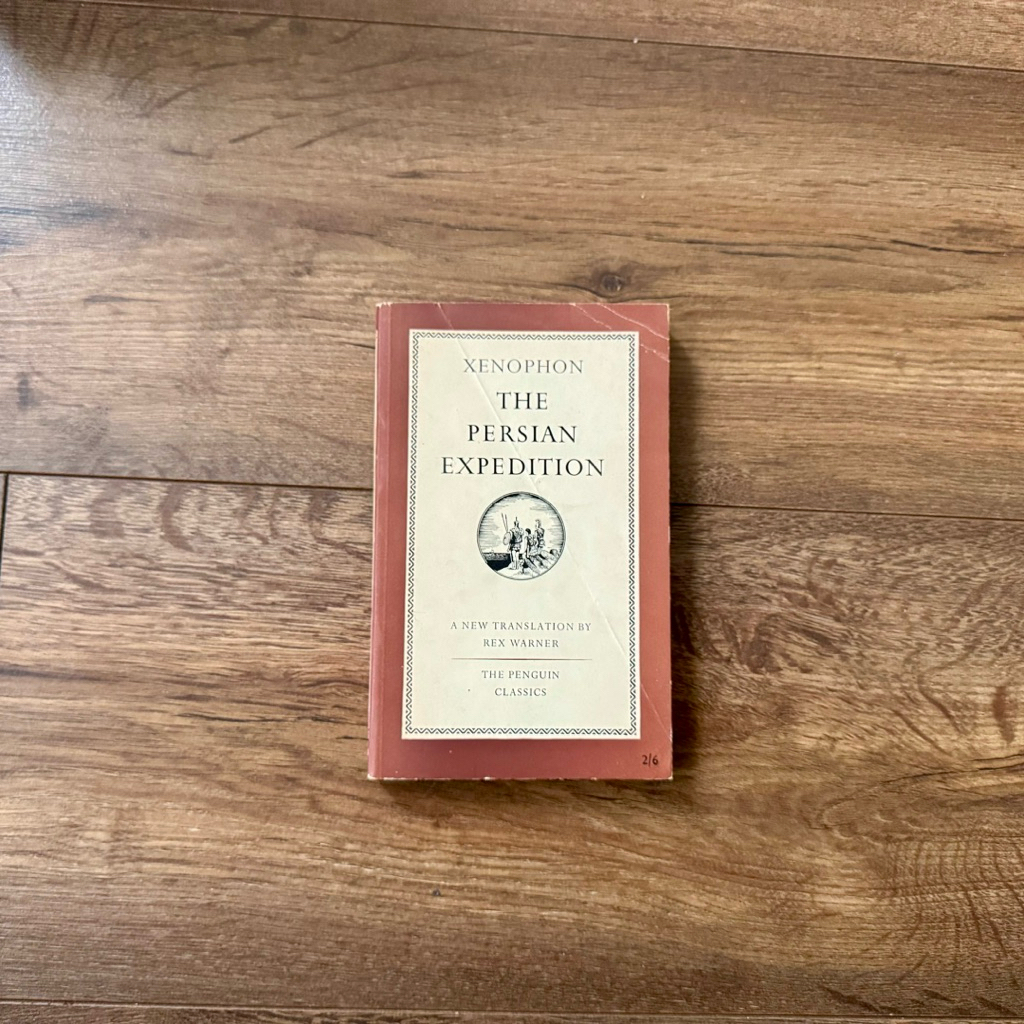 XENOPHON
THE
PERSIAN
EXPEDITION
A NEW TRANSLATION BY
REX WARNER
THE PENGUIN
CLASSICS
2/6